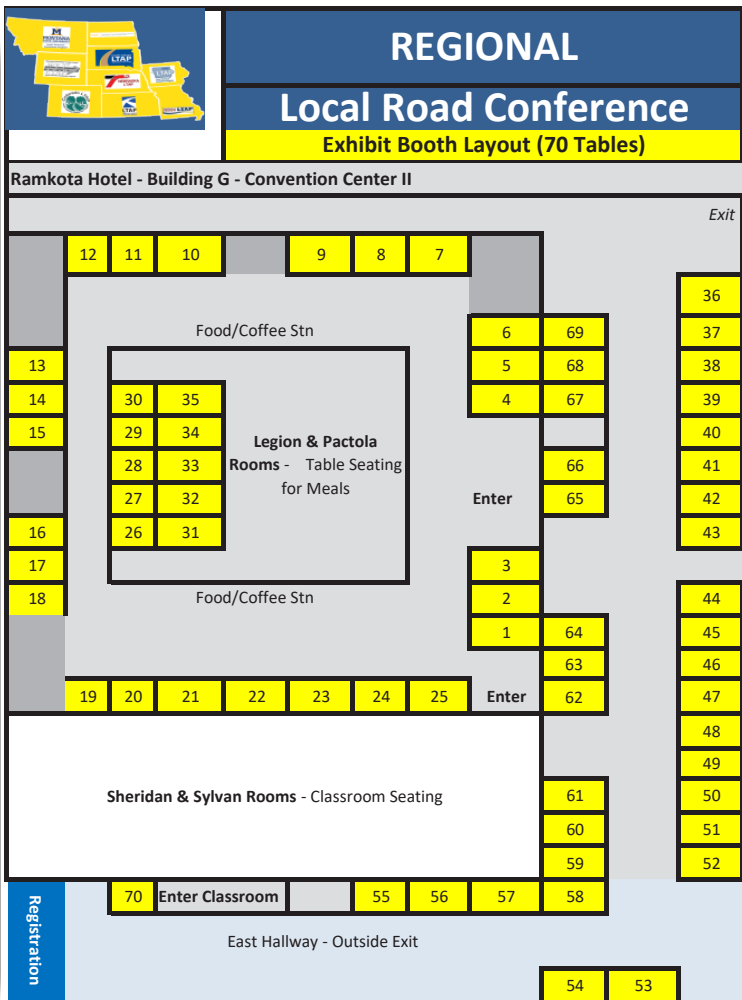 MONTANA
LTAP
LTAP
LTAP
REGIONAL
Local Road Conference
Exhibit Booth Layout (70 Tables)
Ramkota Hotel - Building G - Convention Center II
Exit
12 11 10 9 8 7
36
Food/Coffee Stn 6 69 37
13 5 68 38
14 30 35 4 67 39
15 29 34 40
Legion & Pactola
28 33 Rooms - Table Seating 66 41
27 32 for Meals Enter 65 42
16 26 31 43
17 3
18 Food/Coffee Stn 2 44
1 64 45
63 46
19 20 21 22 23 24 25 Enter 62 47
48
49
Sheridan & Sylvan Rooms - Classroom Seating 61 50
60 51
59 52
70 Enter Classroom 55 56 57 58
Registration
East Hallway - Outside Exit
54 53